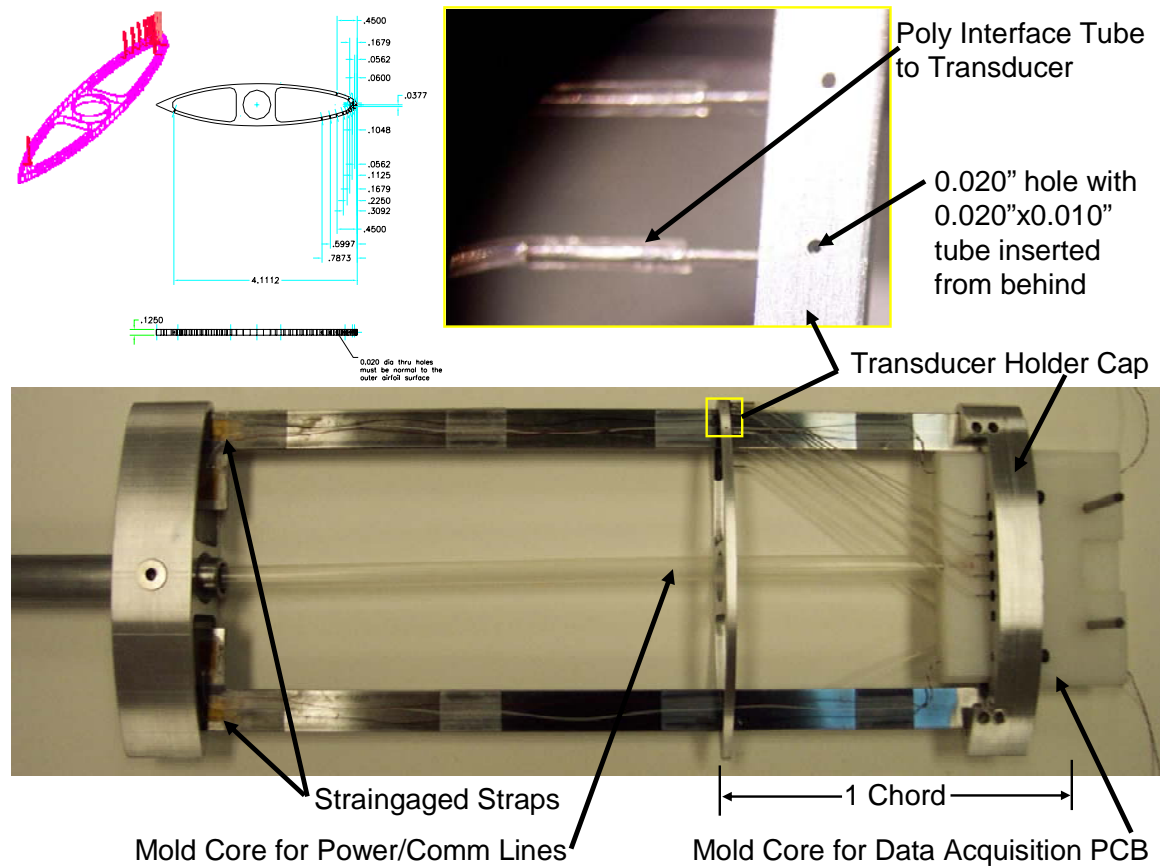 .4500
.1679
.0562
.0600
.0377
.1048
.0562
.1125
.1679
.2250
.3092
.4500
.5997
.7873
4.1112
.1250
0.020 dia thru holes
must be normal to the
outer airfoil surface
Poly Interface Tube
to Transducer
0.020” hole with
0.020”x0.010”
tube inserted
from behind
Transducer Holder Cap
Straingaged Straps
1 Chord
Mold Core for Power/Comm Lines
Mold Core for Data Acquisition PCB